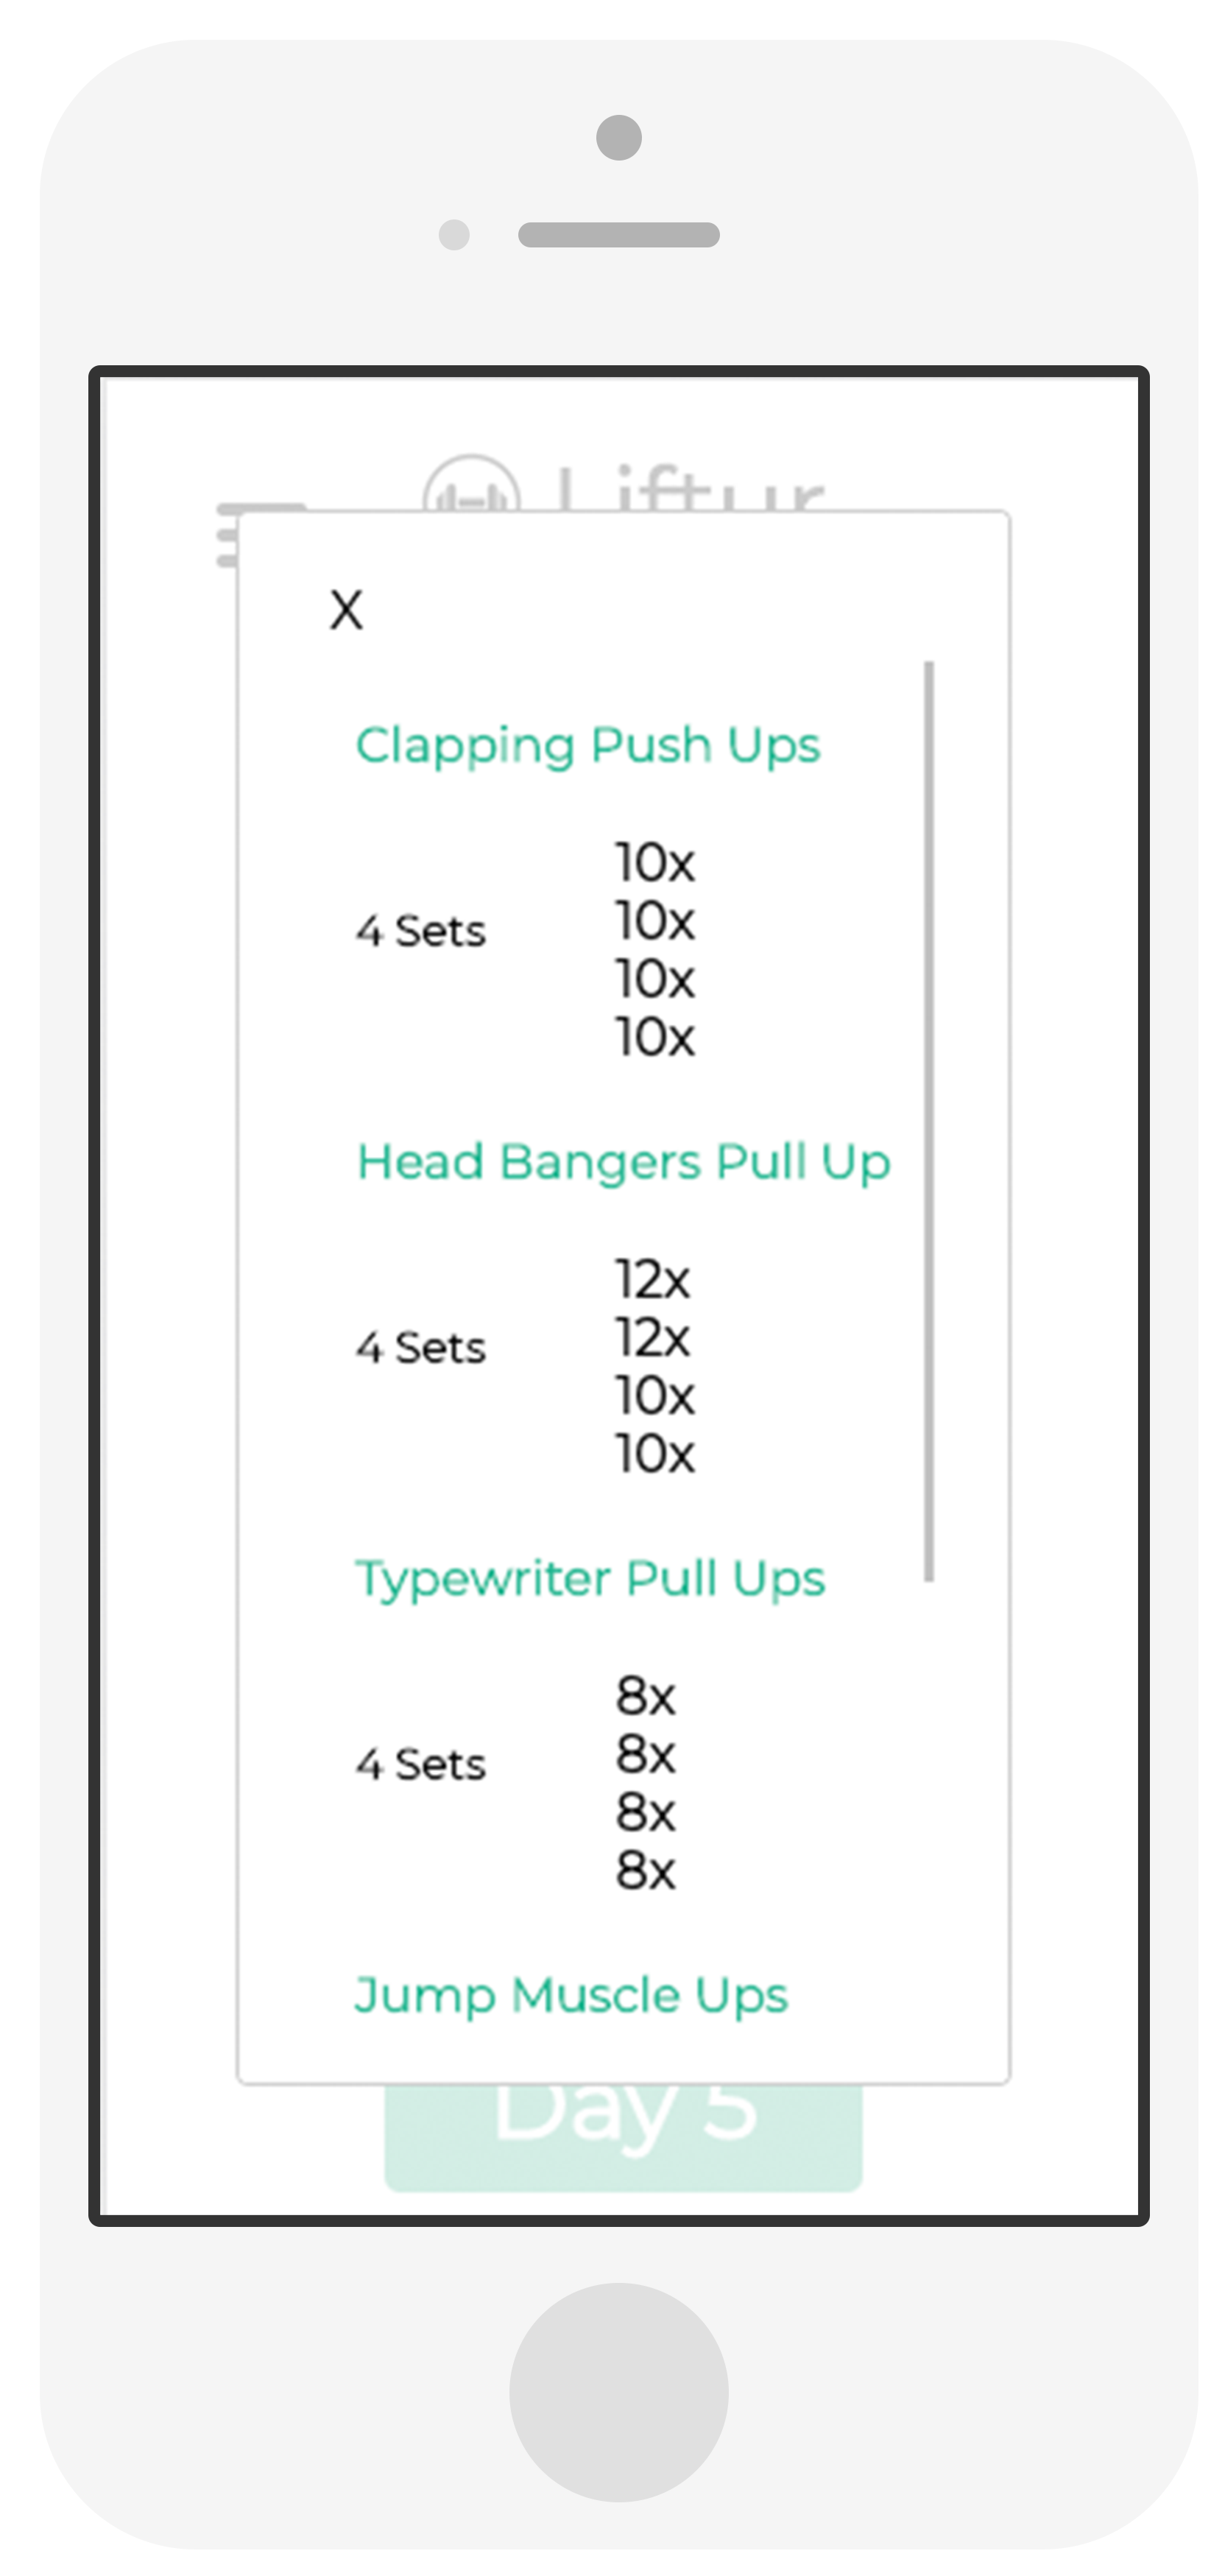 Liftur
X
Clapping Push Ups
4 Sets
10x
10x
10x
10x
Head Bangers Pull Up
4 Sets
12x
12x
10x
10x
Typewriter Pull Ups
4 Sets
8x
8x
8x
8x
Jump Muscle Ups
Day 5